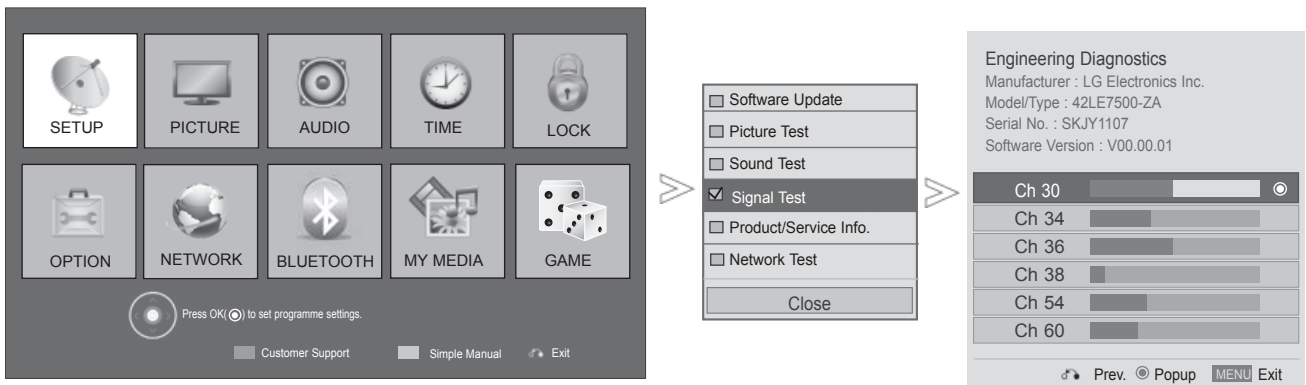 SETUP
PICTURE
AUDIO
TIME
LOCK
OPTION
NETWORK
BLUETOOTH
MY MEDIA
GAME
Press OK(◉) to set programme settings.
Customer Support
Simple Manual
Exit
Software Update
Picture Test
Sound Test
Signal Test
Product/Service Info.
Network Test
Close
Engineering Diagnostics
Manufacturer : LG Electronics Inc.
Model/Type : 42LE7500-ZA
Serial No. : SKJY1107
Software Version : V00.00.01
Ch 30
Ch 34
Ch 36
Ch 38
Ch 54
Ch 60
Prev. ◉ Popup MENU Exit